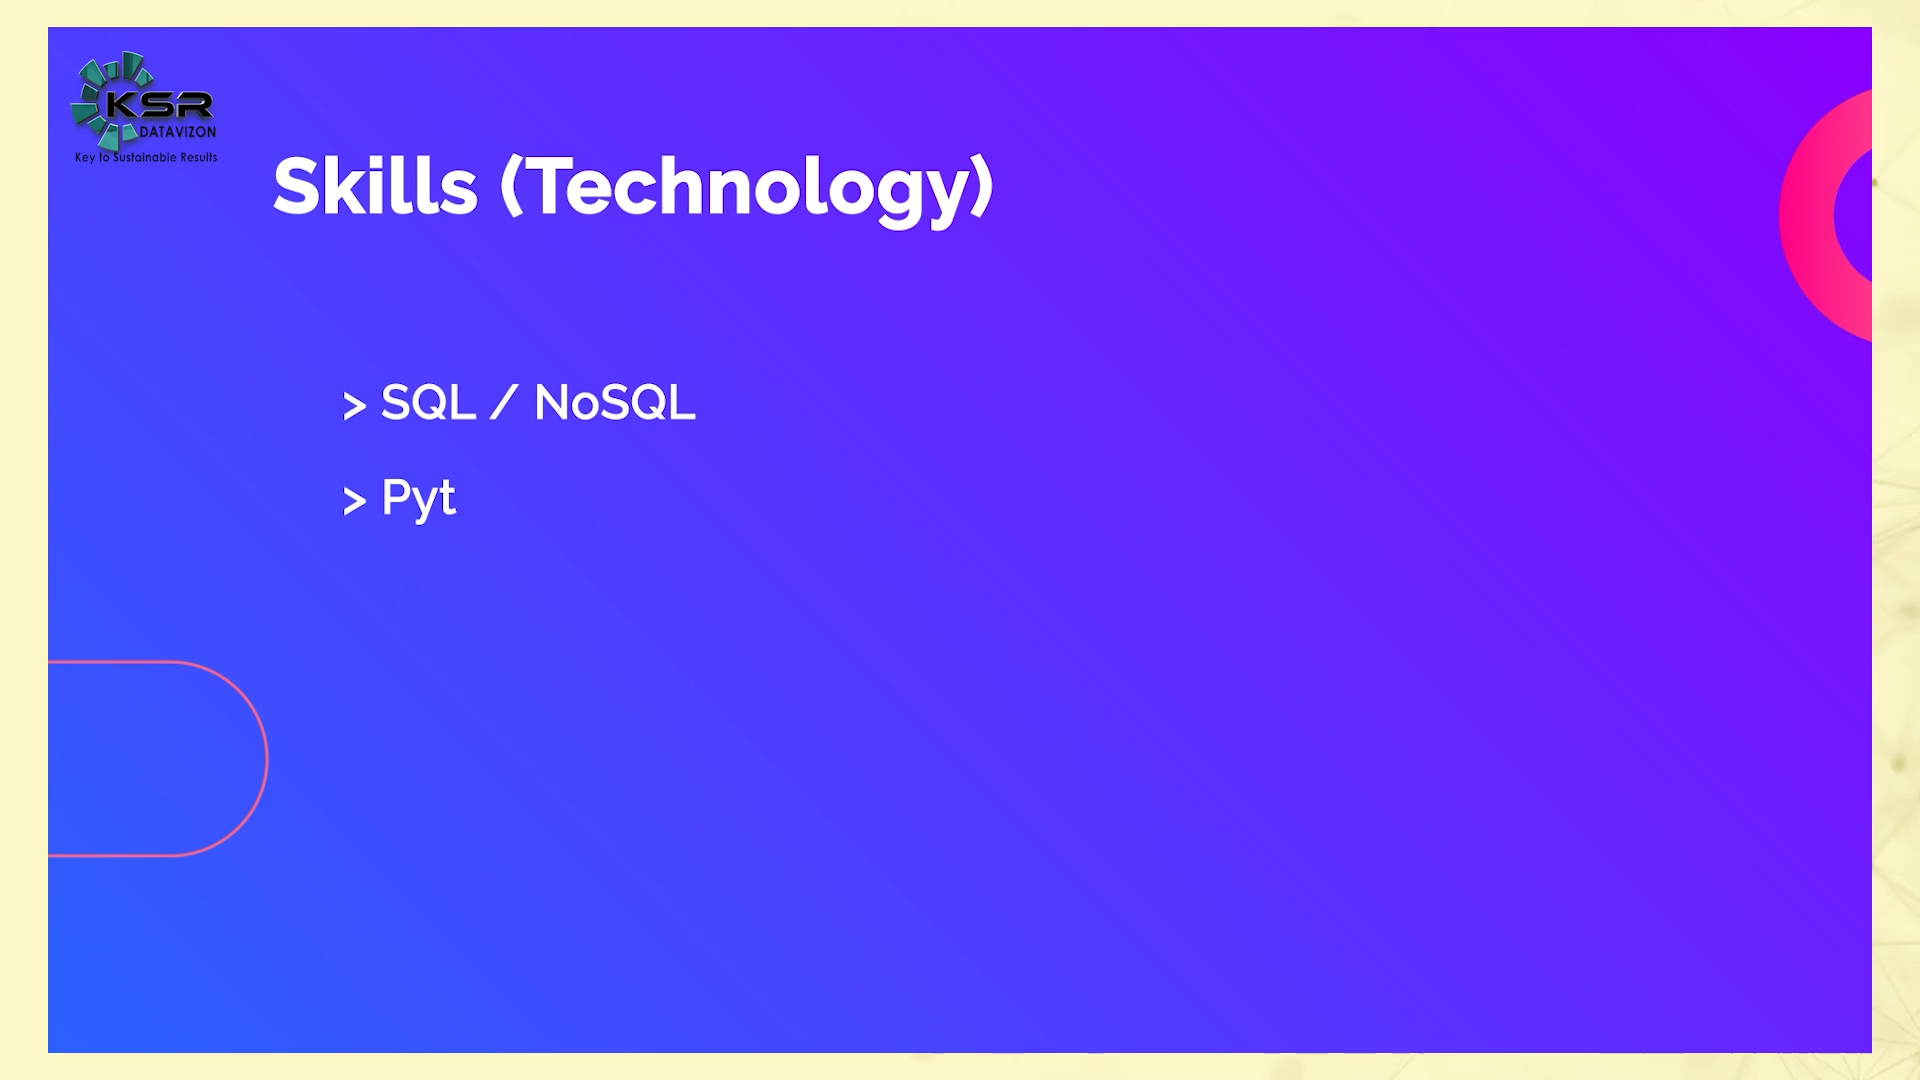 KSR
DATAVIZON
Key to Sustainable Results
Skills (Technology)
> SQL / NoSQL
> Pyt